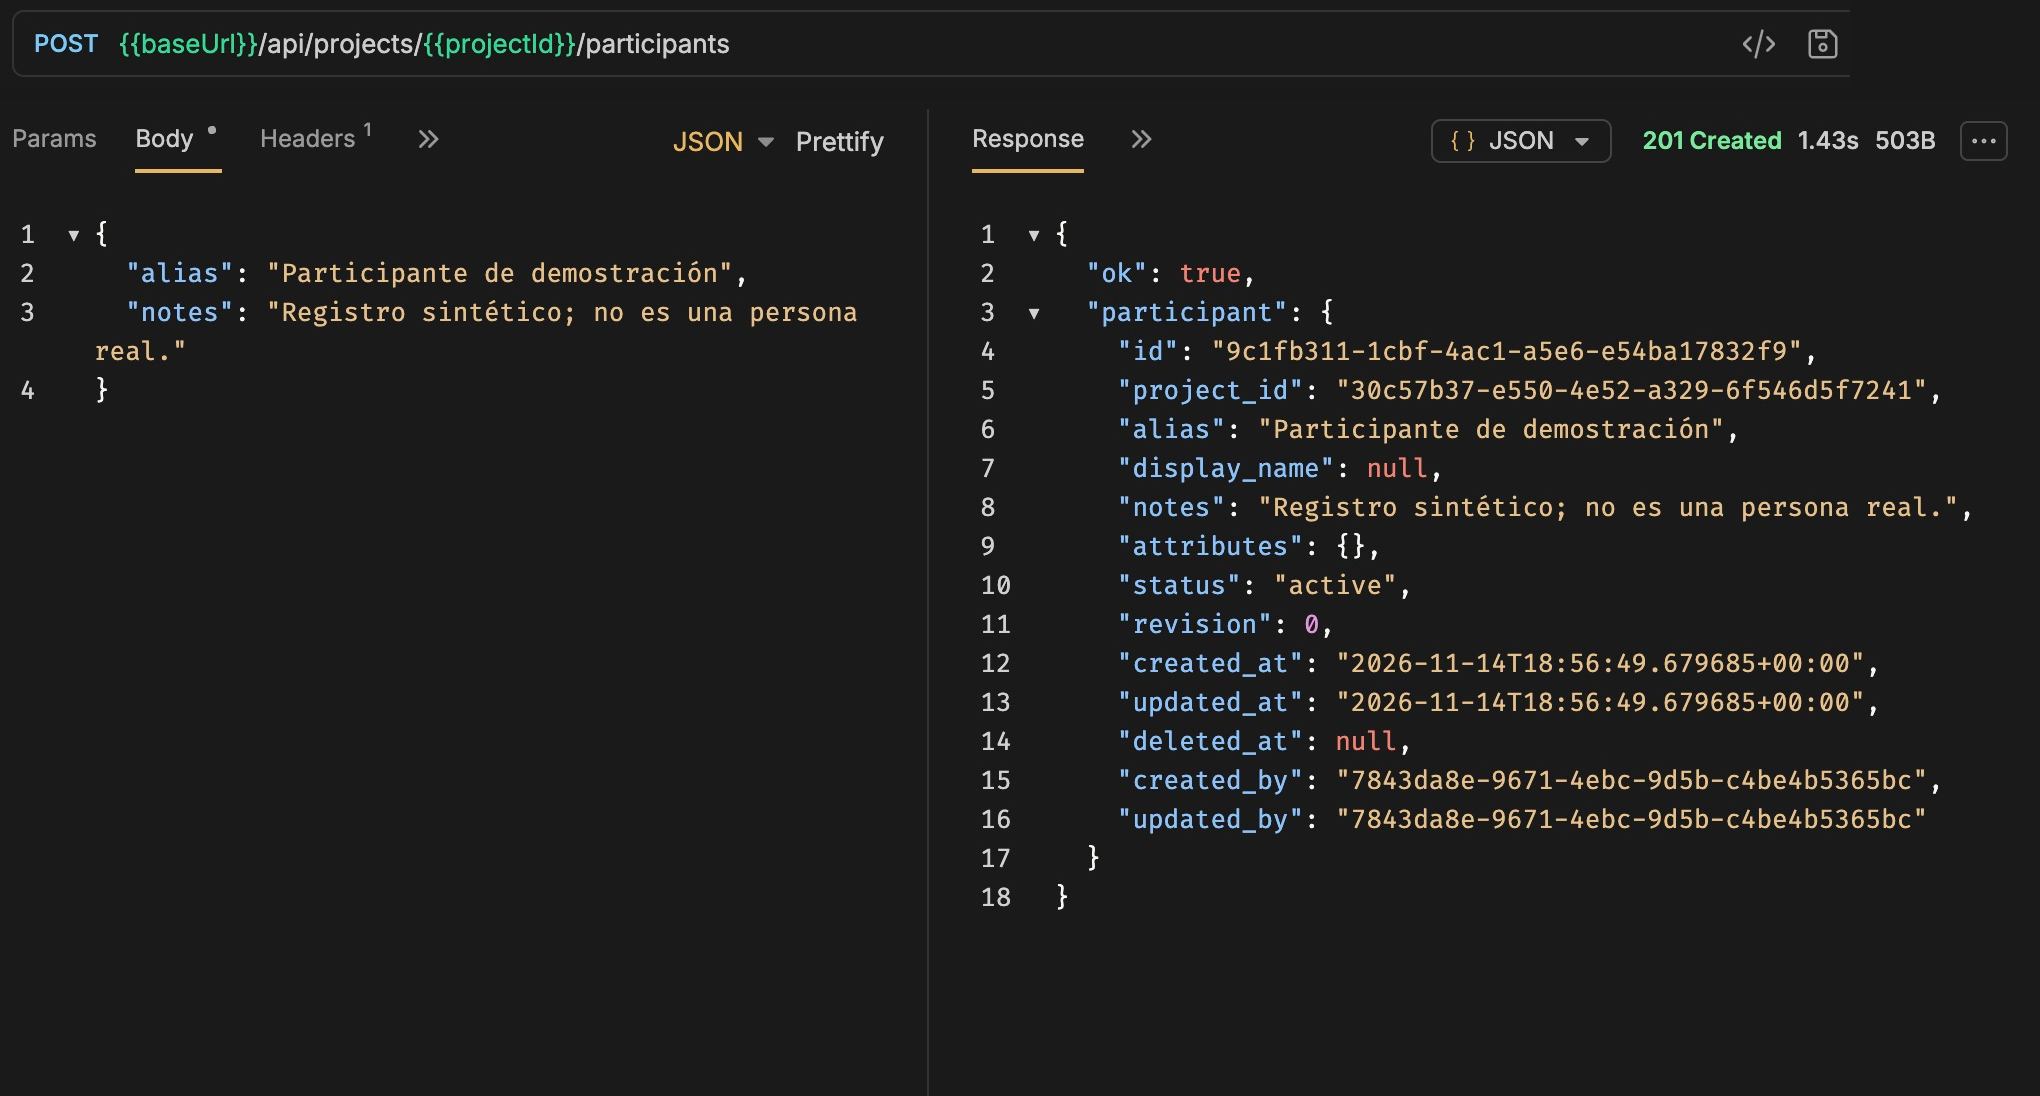 POST {{baseUrl}}/api/projects/{{projectId}}/participants
Params Body Headers 1 JSON Prettify
1 {
2 "alias": "Participante de demostración",
3 "notes": "Registro sintético; no es una persona
real."
4 }
Response { } JSON 201 Created 1.43s 503B
1 {
2 "ok": true,
3 "participant": {
4 "id": "9c1fb311-1cbf-4ac1-a5e6-e54ba17832f9",
5 "project_id": "30c57b37-e550-4e52-a329-6f546d5f7241",
6 "alias": "Participante de demostración",
7 "display_name": null,
8 "notes": "Registro sintético; no es una persona real.",
9 "attributes": {},
10 "status": "active",
11 "revision": 0,
12 "created_at": "2026-11-14T18:56:49.679685+00:00",
13 "updated_at": "2026-11-14T18:56:49.679685+00:00",
14 "deleted_at": null,
15 "created_by": "7843da8e-9671-4ebc-9d5b-c4be4b5365bc",
16 "updated_by": "7843da8e-9671-4ebc-9d5b-c4be4b5365bc"
17 }
18 }